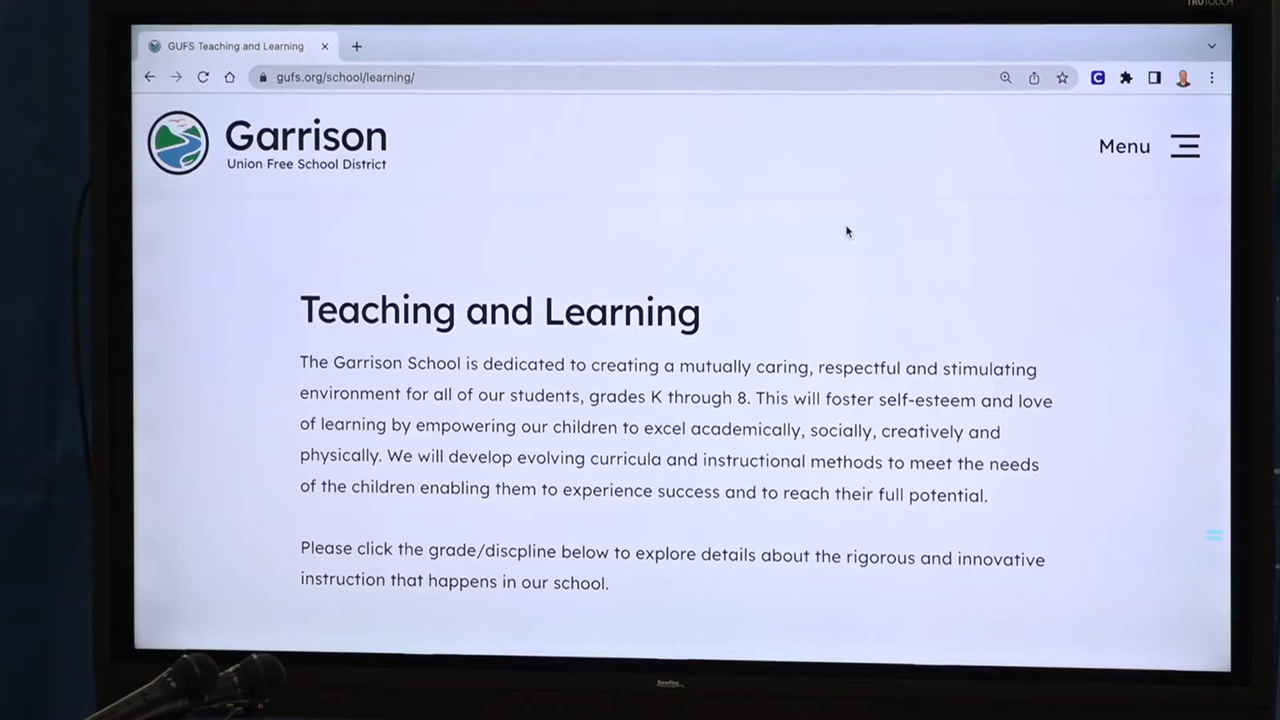 TRUTOUCH
GUFS Teaching and Learning
gufs.org/school/learning/
Garrison
Union Free School District
Menu
Teaching and Learning
The Garrison School is dedicated to creating a mutually caring, respectful and stimulating
environment for all of our students, grades K through 8. This will foster self-esteem and love
of learning by empowering our children to excel academically, socially, creatively and
physically. We will develop evolving curricula and instructional methods to meet the needs
of the children enabling them to experience success and to reach their full potential.
Please click the grade/discpline below to explore details about the rigorous and innovative
instruction that happens in our school.